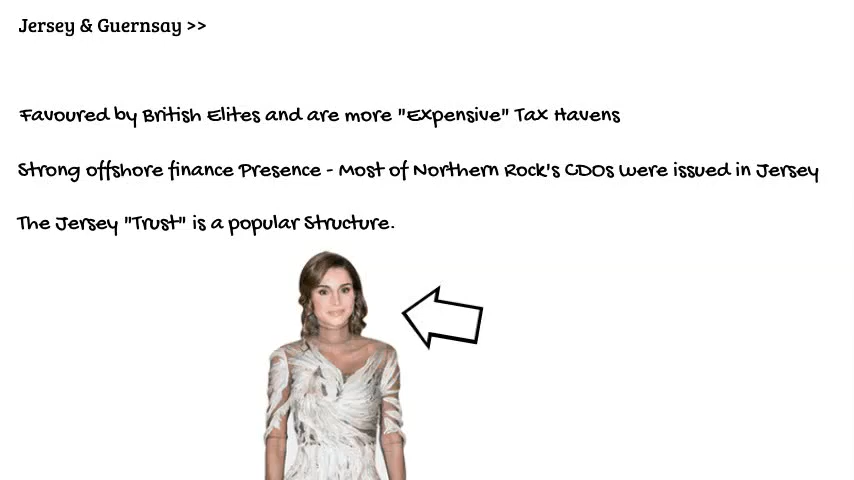 Jersey & Guernsay >>
Favoured by British Elites and are more "Expensive" Tax Havens
Strong offshore finance Presence - Most of Northern Rock's CDOs were issued in Jersey
The Jersey "Trust" is a popular Structure.